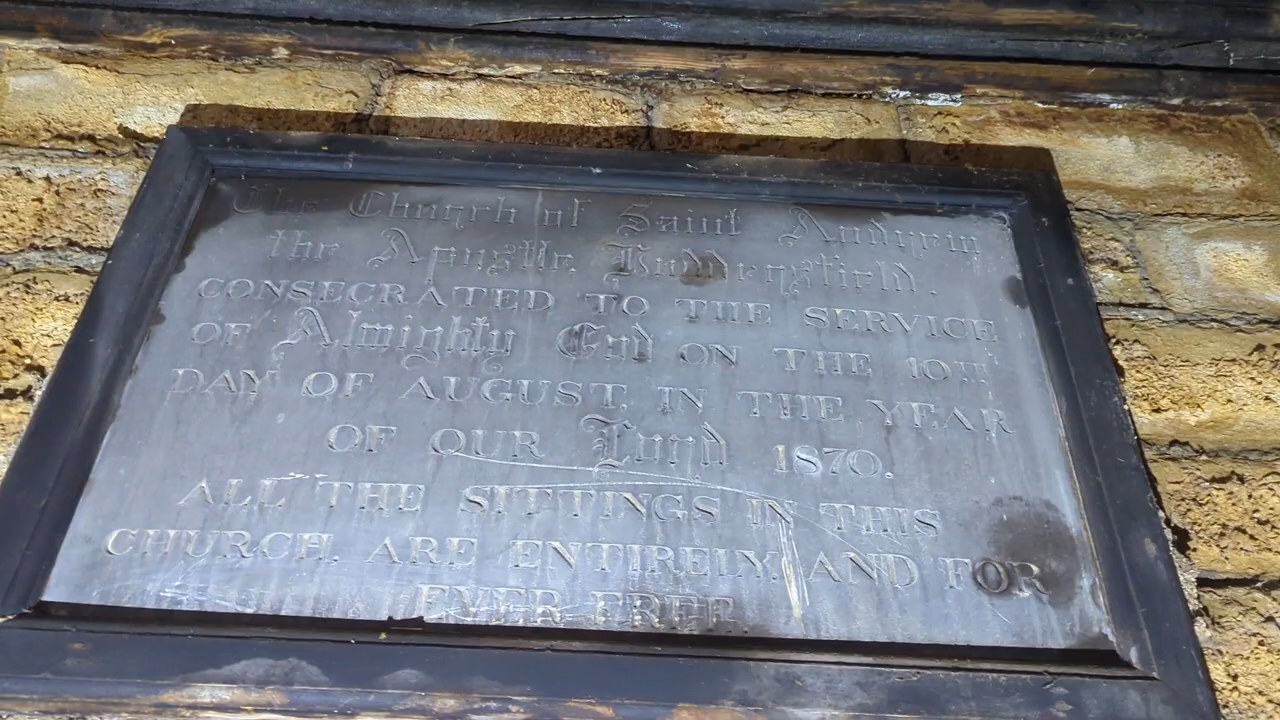 The Church of Saint Andrew
the Apostle, Huddersfield.
CONSECRATED TO THE SERVICE
OF Almighty God ON THE 10TH
DAY OF AUGUST, IN THE YEAR
OF OUR Lord 1870.
ALL THE SITTINGS IN THIS
CHURCH, ARE ENTIRELY, AND FOR
EVER FREE.